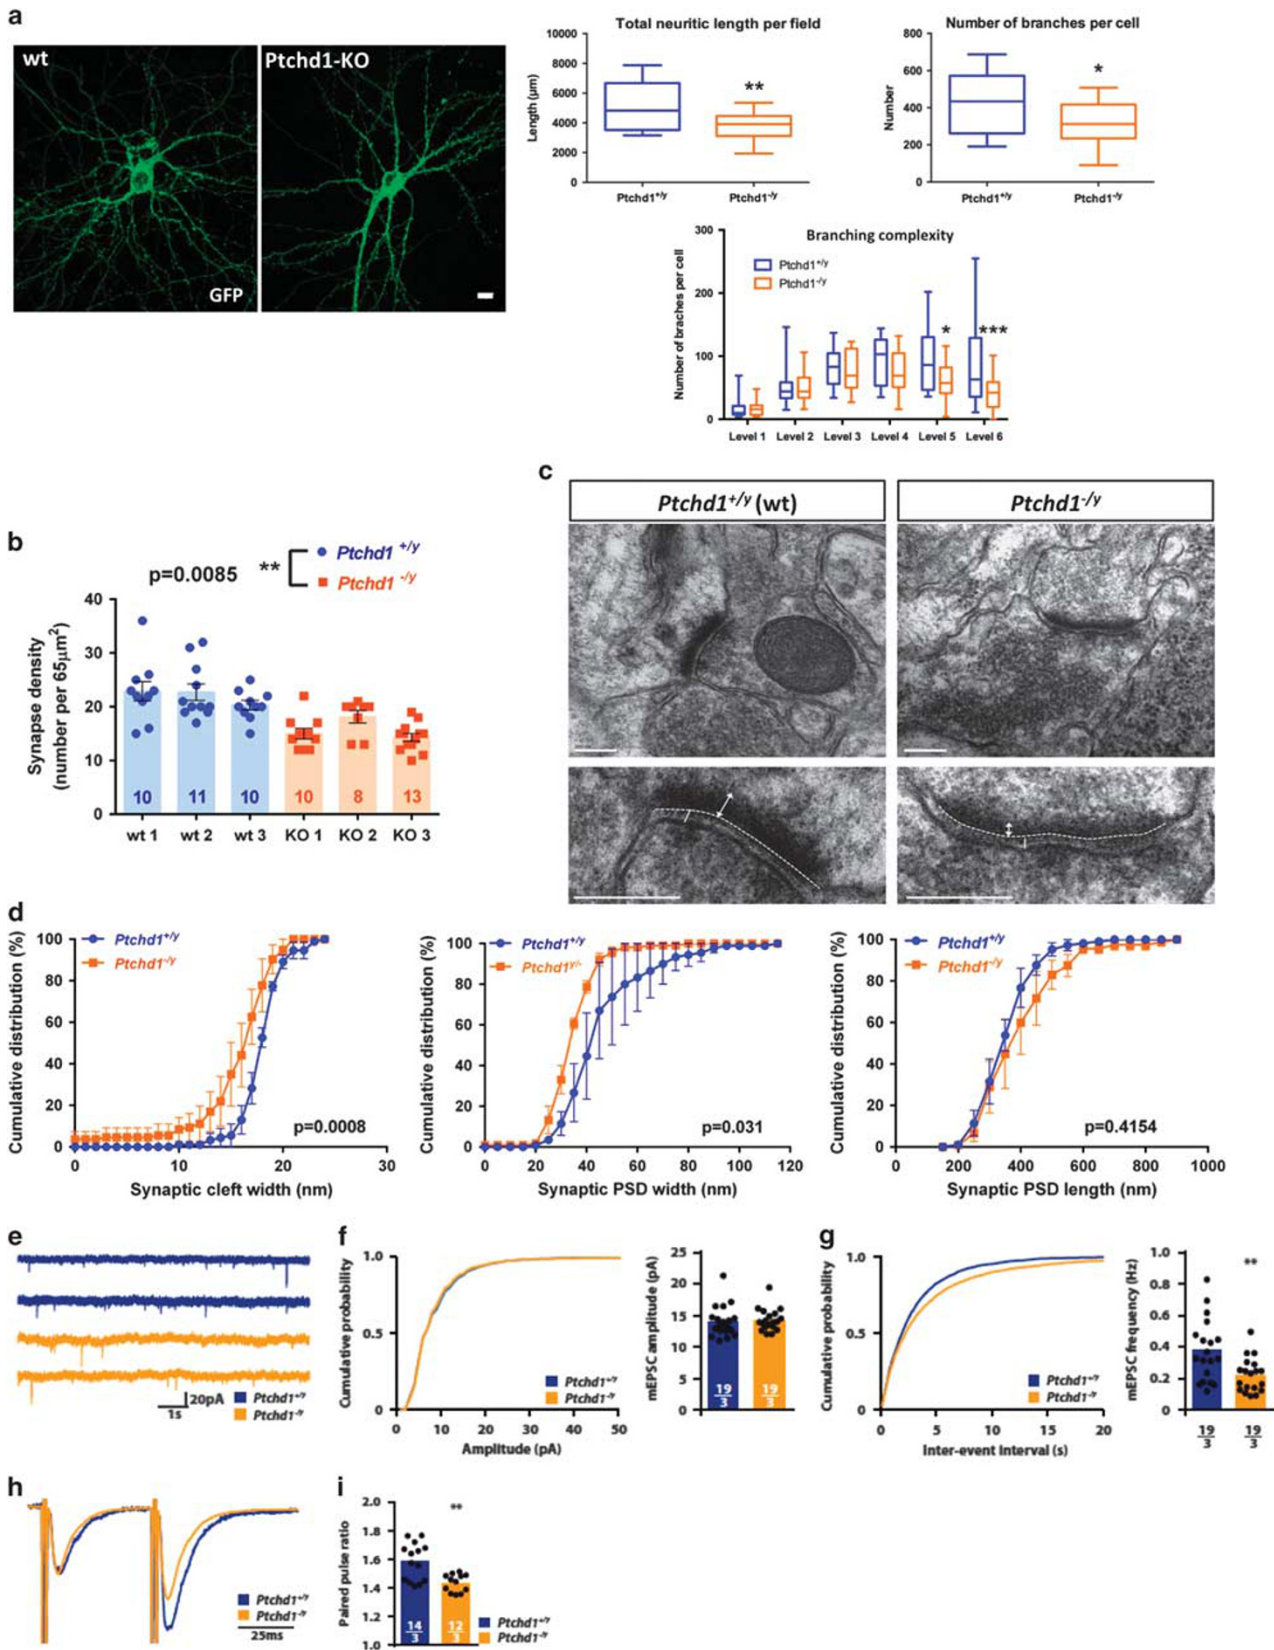 a
wt
Ptchd1-KO
GFP
Total neuritic length per field
Length (µm)
10000
8000
6000
4000
2000
0
**
Ptchd1+/y
Ptchd1-/y
Number of branches per cell
Number
800
600
400
200
0
*
Ptchd1+/y
Ptchd1-/y
Branching complexity
Number of braches per cell
300
200
100
0
Ptchd1+/y
Ptchd1-/y
*
***
Level 1 Level 2 Level 3 Level 4 Level 5 Level 6
b
p=0.0085
**
Ptchd1 +/y
Ptchd1 -/y
Synapse density
(number per 65µm2)
40
30
20
10
0
10 11 10 10 8 13
wt 1 wt 2 wt 3 KO 1 KO 2 KO 3
c
Ptchd1+/y (wt)
Ptchd1-/y
d
Cumulative distribution (%)
100
80
60
40
20
0
Ptchd1+/y
Ptchd1-/y
p=0.0008
0 10 20 30
Synaptic cleft width (nm)
Cumulative distribution (%)
100
80
60
40
20
0
Ptchd1+/y
Ptchd1y/-
p=0.031
0 20 40 60 80 100 120
Synaptic PSD width (nm)
Cumulative distribution (%)
100
80
60
40
20
0
Ptchd1+/y
Ptchd1-/y
p=0.4154
0 200 400 600 800 1000
Synaptic PSD length (nm)
e
20pA
1s
Ptchd1+/y
Ptchd1-/y
f
Cumulative probability
1.0
0.5
0
Ptchd1+/y
Ptchd1-/y
0 10 20 30 40 50
Amplitude (pA)
mEPSC amplitude (pA)
25
20
15
10
5
0
19 19
3 3
g
Cumulative probability
1.0
0.5
0
Ptchd1+/y
Ptchd1-/y
0 5 10 15 20
Inter-event interval (s)
mEPSC frequency (Hz)
1.0
0.8
0.6
0.4
0.2
0
**
19 19
3 3
h
Ptchd1+/y
Ptchd1-/y
25ms
i
Paired pulse ratio
2.0
1.8
1.6
1.4
1.2
1.0
**
14 12
3 3
Ptchd1+/y
Ptchd1-/y